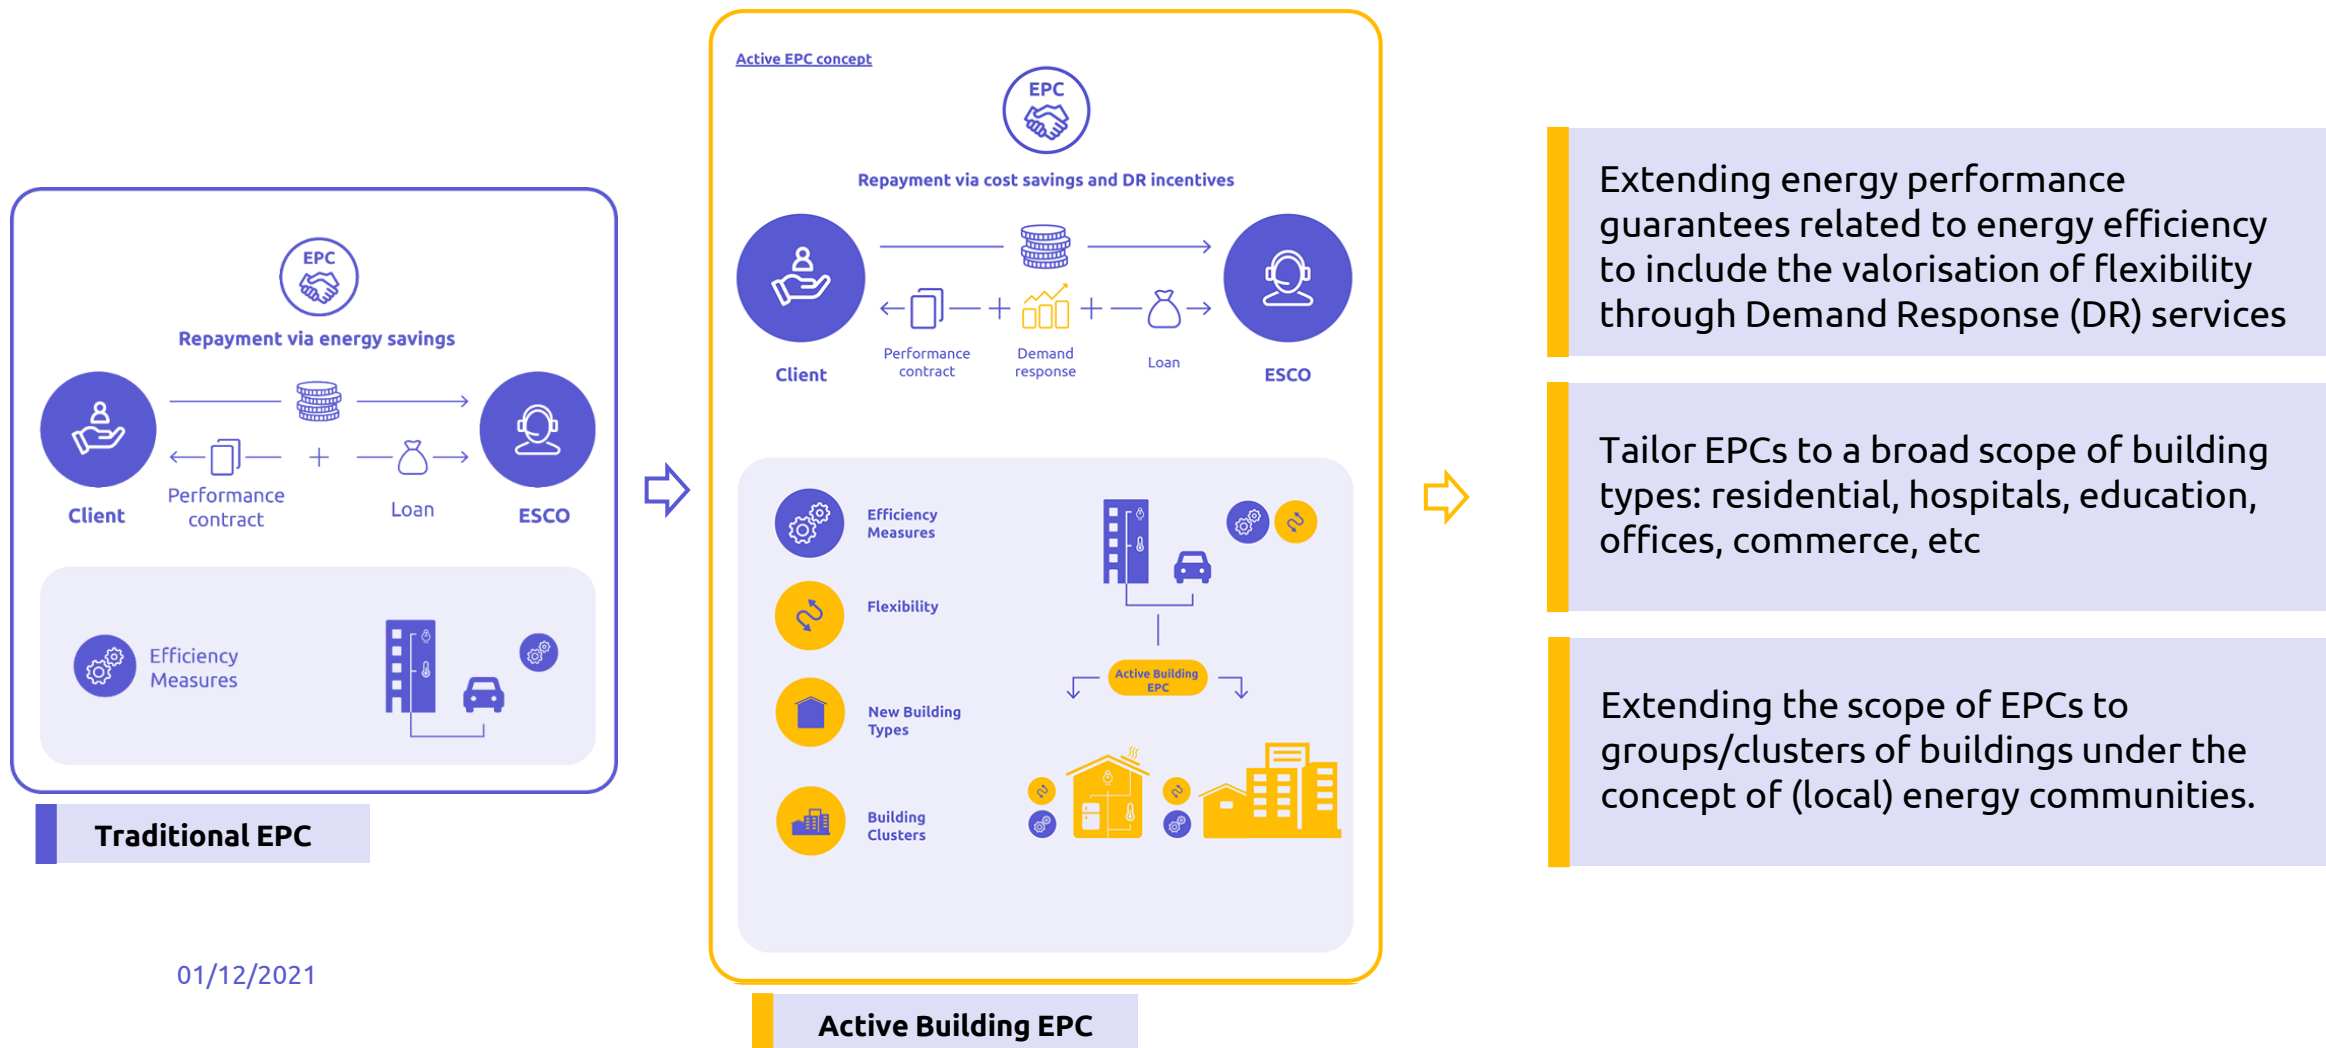 EPC
Repayment via energy savings
Client
Performance
contract
Loan
ESCO
Efficiency
Measures
Traditional EPC
01/12/2021
Active EPC concept
EPC
Repayment via cost savings and DR incentives
Client
Performance
contract
Demand
response
Loan
ESCO
Efficiency
Measures
Flexibility
New Building
Types
Building
Clusters
Active Building
EPC
Active Building EPC
Extending energy performance
guarantees related to energy efficiency
to include the valorisation of flexibility
through Demand Response (DR) services
Tailor EPCs to a broad scope of building
types: residential, hospitals, education,
offices, commerce, etc
Extending the scope of EPCs to
groups/clusters of buildings under the
concept of (local) energy communities.